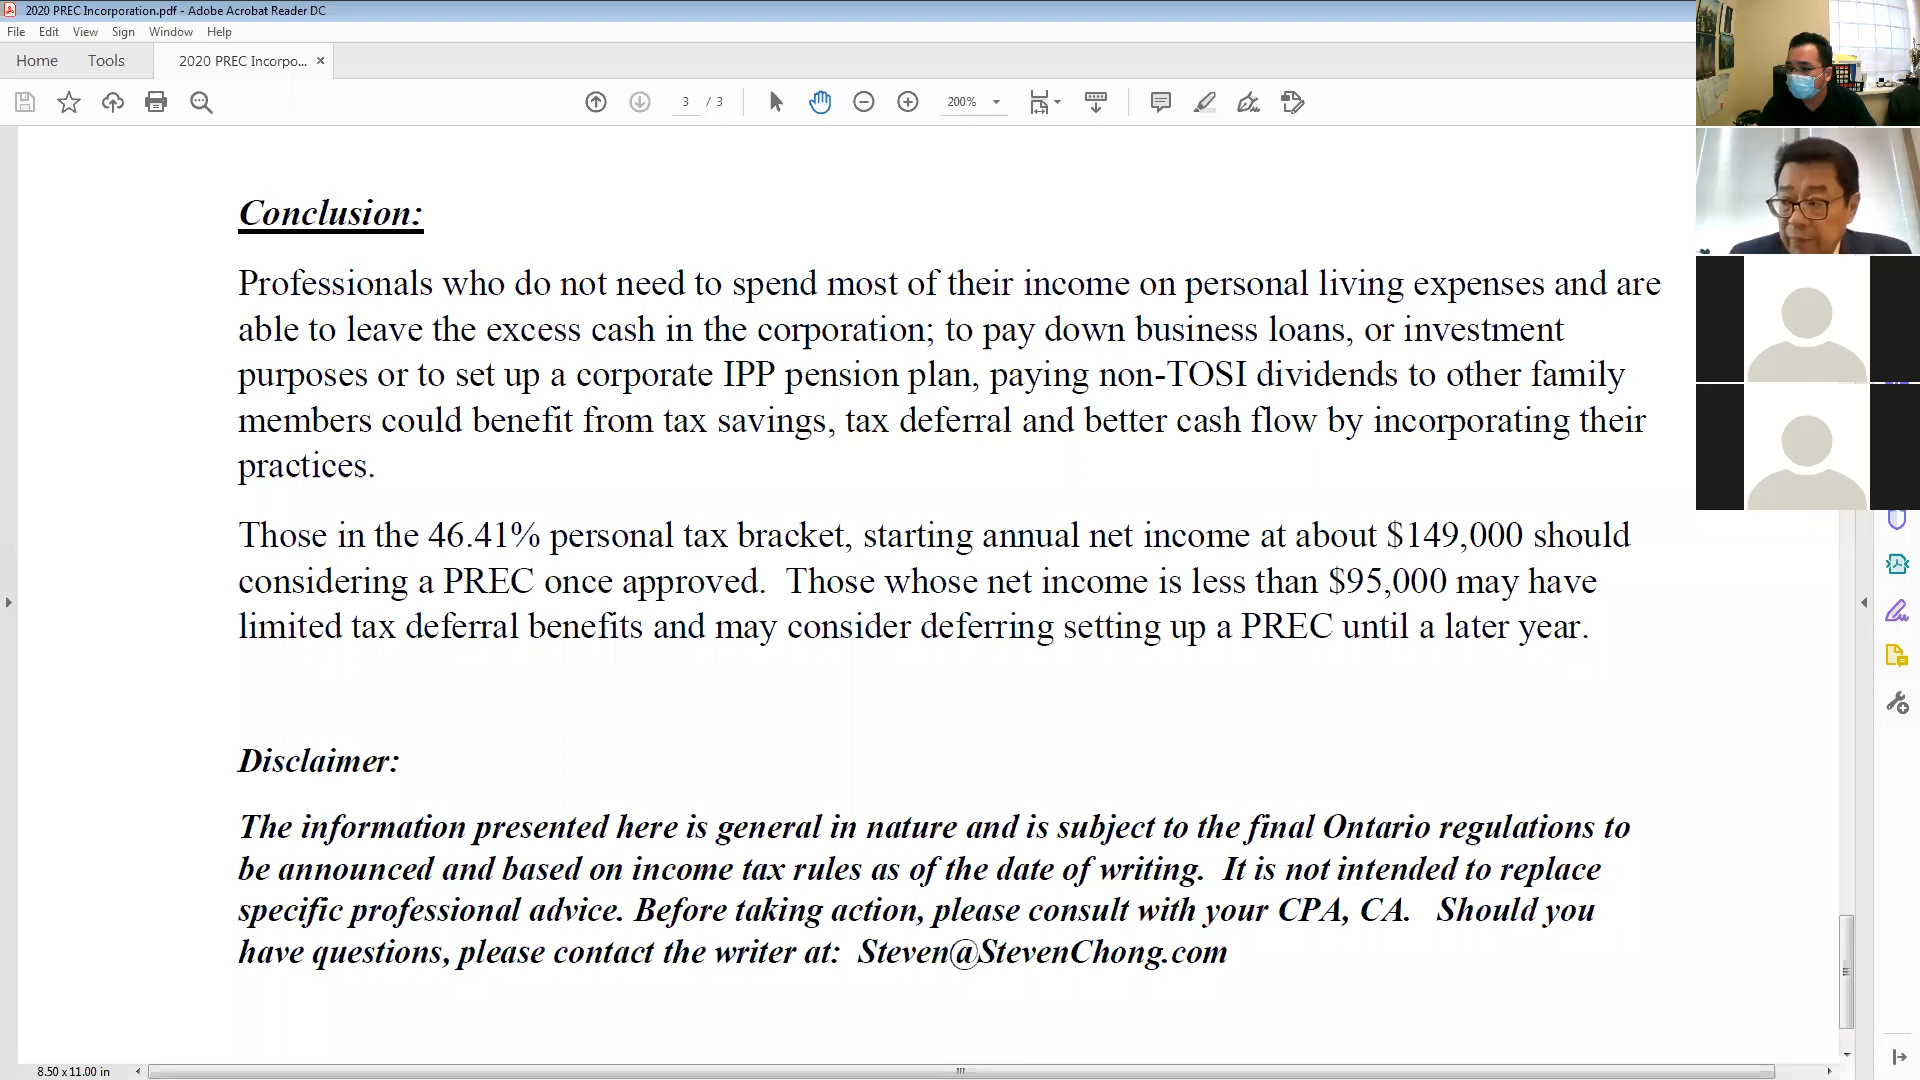 2020 PREC Incorporation.pdf - Adobe Acrobat Reader DC
File Edit View Sign Window Help
Home Tools 2020 PREC Incorpo... ×
3 / 3 200%
Conclusion:
Professionals who do not need to spend most of their income on personal living expenses and are
able to leave the excess cash in the corporation; to pay down business loans, or investment
purposes or to set up a corporate IPP pension plan, paying non-TOSI dividends to other family
members could benefit from tax savings, tax deferral and better cash flow by incorporating their
practices.
Those in the 46.41% personal tax bracket, starting annual net income at about $149,000 should
considering a PREC once approved. Those whose net income is less than $95,000 may have
limited tax deferral benefits and may consider deferring setting up a PREC until a later year.
Disclaimer:
The information presented here is general in nature and is subject to the final Ontario regulations to
be announced and based on income tax rules as of the date of writing. It is not intended to replace
specific professional advice. Before taking action, please consult with your CPA, CA. Should you
have questions, please contact the writer at: Steven@StevenChong.com
8.50 x 11.00 in